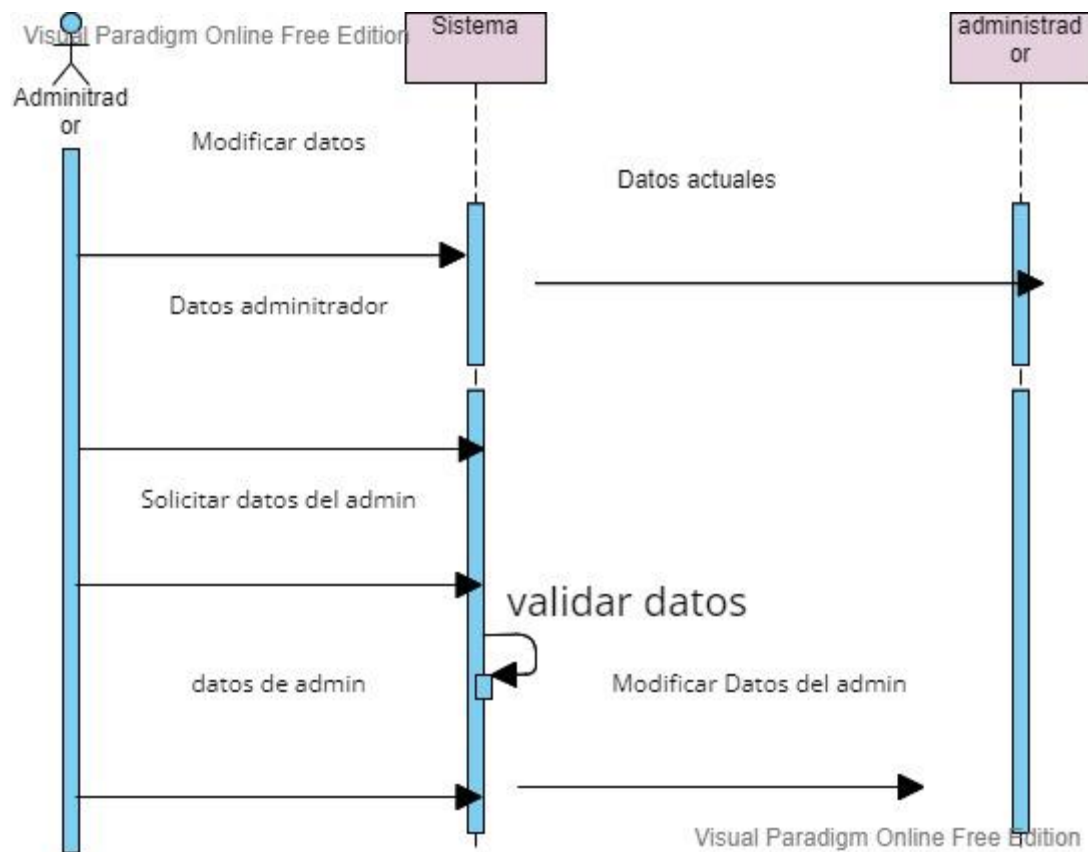 Visual Paradigm Online Free Edition
Sistema
administrad
or
Adminitrad
or
Modificar datos
Datos actuales
Datos adminitrador
Solicitar datos del admin
validar datos
datos de admin
Modificar Datos del admin
Visual Paradigm Online Free Edition